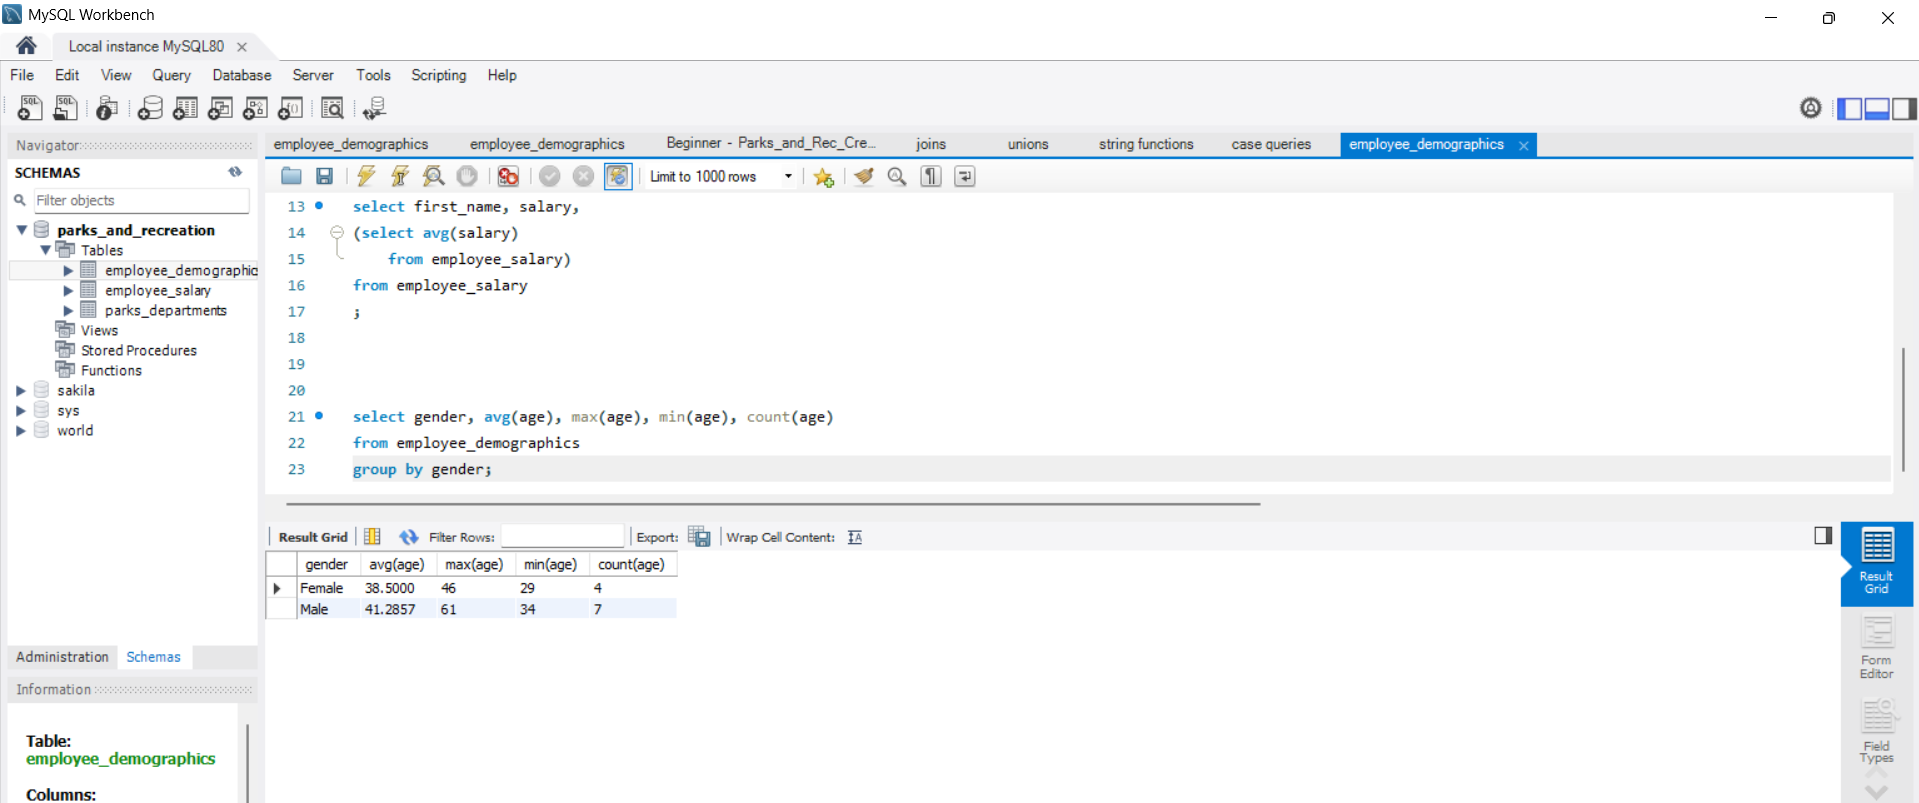 MySQL Workbench
Local instance MySQL80
File Edit View Query Database Server Tools Scripting Help
Navigator
SCHEMAS
Filter objects
parks_and_recreation
Tables
employee_demographic
employee_salary
parks_departments
Views
Stored Procedures
Functions
sakila
sys
world
Administration Schemas
Information
Table:
employee_demographics
Columns:
employee_demographics employee_demographics Beginner - Parks_and_Rec_Cre... joins unions string functions case queries employee_demographics
Limit to 1000 rows
13 select first_name, salary,
14 (select avg(salary)
15 from employee_salary)
16 from employee_salary
17 ;
18
19
20
21 select gender, avg(age), max(age), min(age), count(age)
22 from employee_demographics
23 group by gender;
Result Grid Filter Rows: Export: Wrap Cell Content:
gender avg(age) max(age) min(age) count(age)
Female 38.5000 46 29 4
Male 41.2857 61 34 7
Result
Grid
Form
Editor
Field
Types